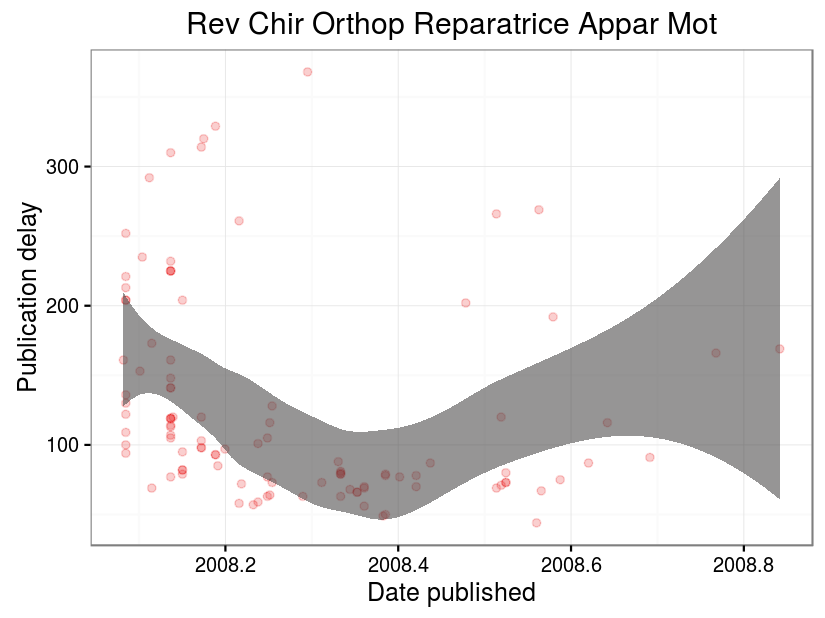 Rev Chir Orthop Reparatrice Appar Mot
Publication delay
300
200
100
2008.2 2008.4 2008.6 2008.8
Date published